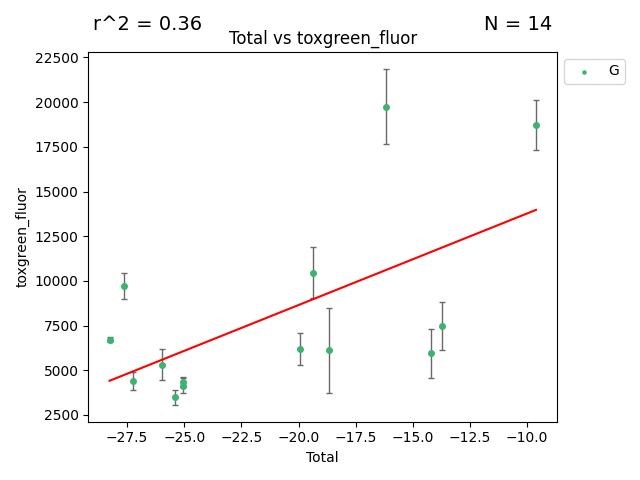 r^2 = 0.36
N = 14
Total vs toxgreen_fluor
G
22500
20000
17500
15000
12500
10000
7500
5000
2500
toxgreen_fluor
−27.5 −25.0 −22.5 −20.0 −17.5 −15.0 −12.5 −10.0
Total